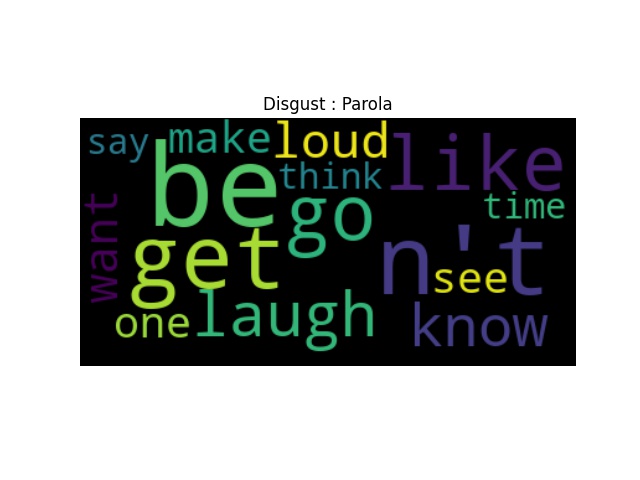 Disgust : Parola
say make loud like
be think
want go time
get n't
see
one laugh know